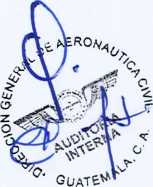 DIRECCION GENERAL DE AERONAUTICA CIVIL
AUDITORIA
INTERNA
GUATEMALA, C. A.